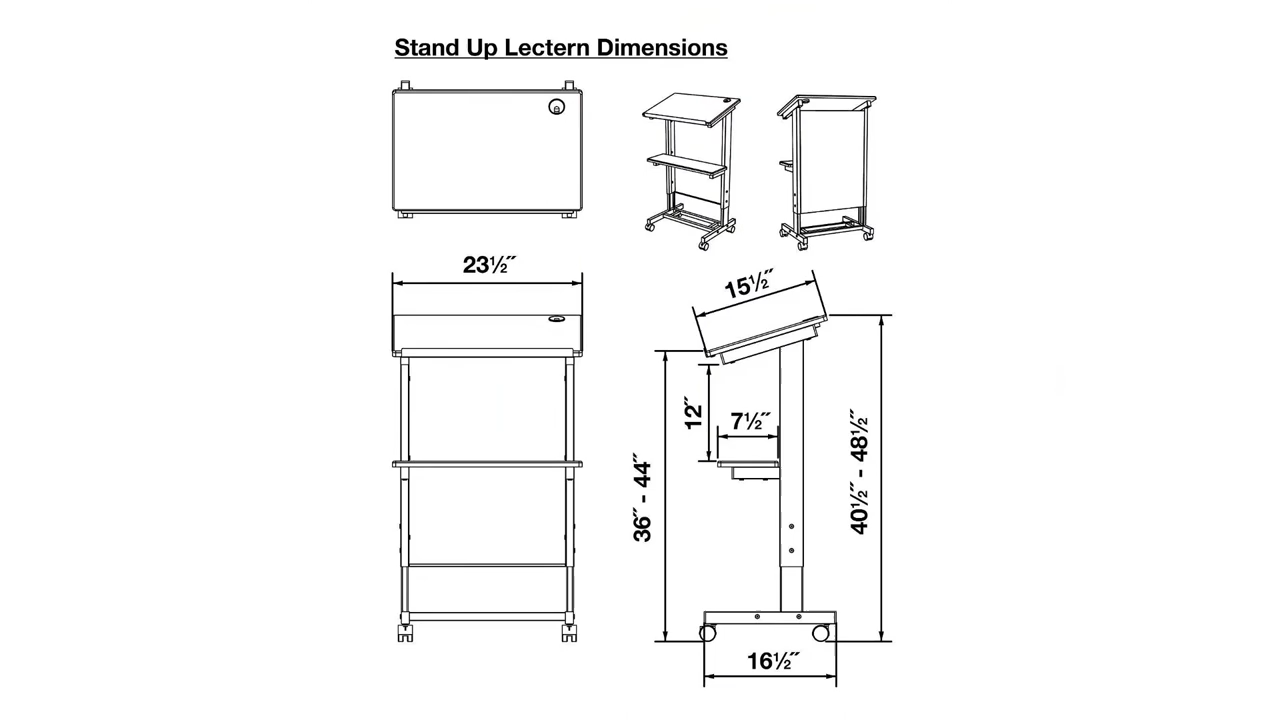 Stand Up Lectern Dimensions
23½″
15½″
12″
7½″
36″ - 44″
40½″ - 48½″
16½″